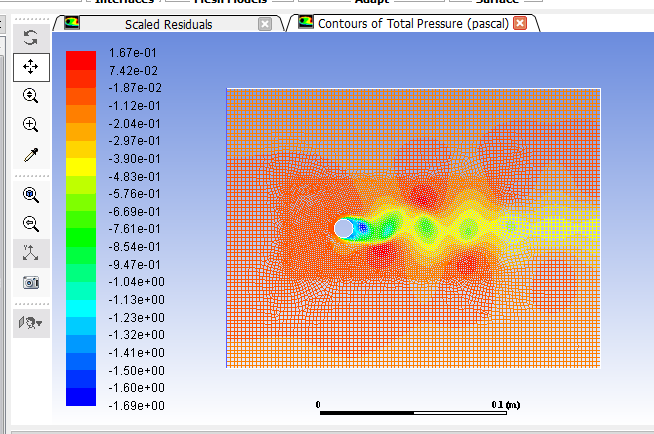 Interfaces Mesh Models Adapt Surface
Scaled Residuals Contours of Total Pressure (pascal)
1.67e-01
7.42e-02
-1.87e-02
-1.12e-01
-2.04e-01
-2.97e-01
-3.90e-01
-4.83e-01
-5.76e-01
-6.69e-01
-7.61e-01
-8.54e-01
-9.47e-01
-1.04e+00
-1.13e+00
-1.23e+00
-1.32e+00
-1.41e+00
-1.50e+00
-1.60e+00
-1.69e+00
0 0.1 (m)